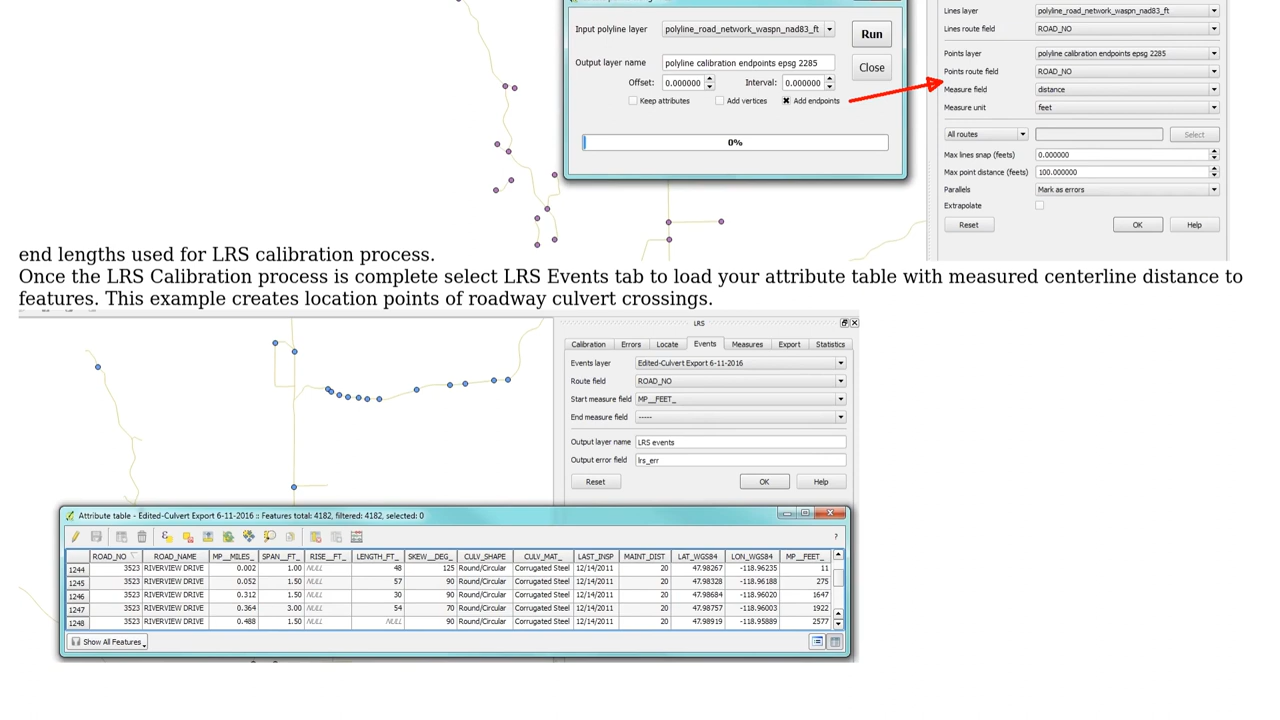 Input polyline layer polyline_road_network_waspn_nad83_ft Run
Output layer name polyline calibration endpoints epsg 2285 Close
Offset: 0.000000 Interval: 0.000000
Keep attributes Add vertices Add endpoints
0%
Lines layer polyline_road_network_waspn_nad83_ft
Lines route field ROAD_NO
Points layer polyline calibration endpoints epsg 2285
Points route field ROAD_NO
Measure field distance
Measure unit feet
All routes Select
Max lines snap (feets) 0.000000
Max point distance (feets) 100.000000
Parallels Mark as errors
Extrapolate
Reset OK Help
end lengths used for LRS calibration process.
Once the LRS Calibration process is complete select LRS Events tab to load your attribute table with measured centerline distance to
features. This example creates location points of roadway culvert crossings.
LRS
Calibration Errors Locate Events Measures Export Statistics
Events layer Edited-Culvert Export 6-11-2016
Route field ROAD_NO
Start measure field MP__FEET_
End measure field -----
Output layer name LRS events
Output error field lrs_err
Reset OK Help
Attribute table - Edited-Culvert Export 6-11-2016 :: Features total: 4182, filtered: 4182, selected: 0
?
ROAD_NO ROAD_NAME MP__MILES_ SPAN__FT_ RISE__FT_ LENGTH_FT_ SKEW__DEG_ CULV_SHAPE CULV_MAT_ LAST_INSP MAINT_DIST LAT_WGS84 LON_WGS84 MP__FEET_
1244 3523 RIVERVIEW DRIVE 0.002 1.00 NULL 48 125 Round/Circular Corrugated Steel 12/14/2011 20 47.98267 -118.96235 11
1245 3523 RIVERVIEW DRIVE 0.052 1.50 NULL 57 90 Round/Circular Corrugated Steel 12/14/2011 20 47.98328 -118.96188 275
1246 3523 RIVERVIEW DRIVE 0.312 1.50 NULL 30 90 Round/Circular Corrugated Steel 12/14/2011 20 47.98684 -118.96020 1647
1247 3523 RIVERVIEW DRIVE 0.364 3.00 NULL 54 70 Round/Circular Corrugated Steel 12/14/2011 20 47.98757 -118.96003 1922
1248 3523 RIVERVIEW DRIVE 0.488 1.50 NULL NULL 90 Round/Circular Corrugated Steel 12/14/2011 20 47.98919 -118.95889 2577
Show All Features